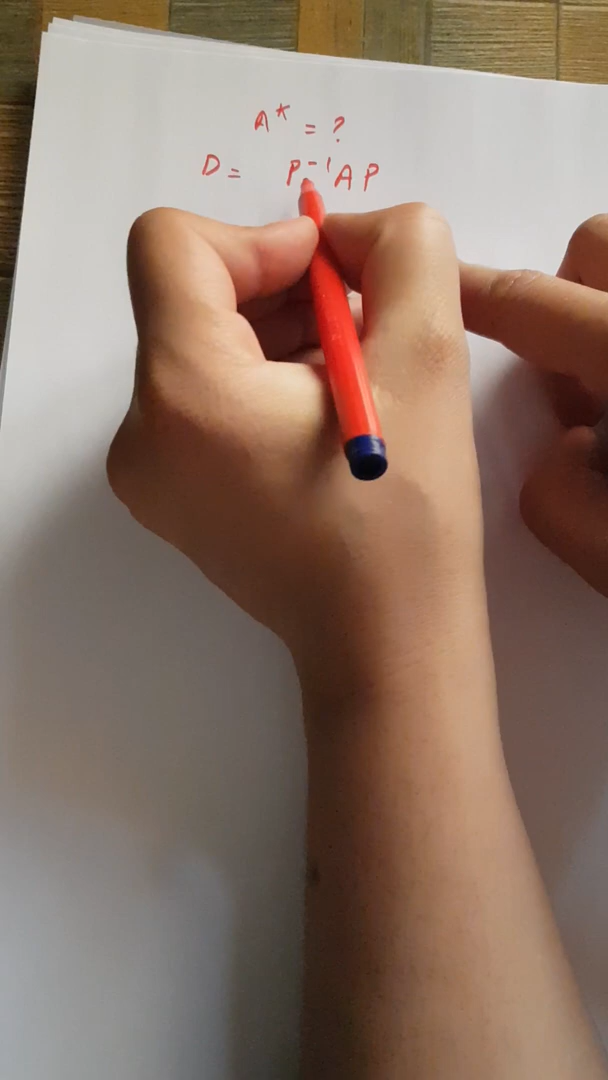 A* = ?
D = P⁻¹AP